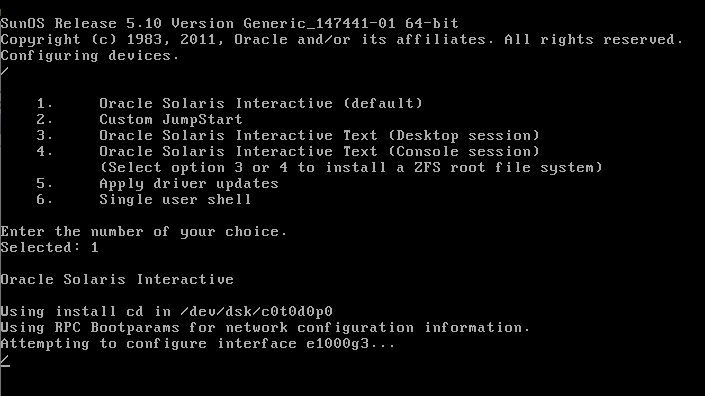 SunOS Release 5.10 Version Generic_147441-01 64-bit
Copyright (c) 1983, 2011, Oracle and/or its affiliates. All rights reserved.
Configuring devices.
/
1. Oracle Solaris Interactive (default)
2. Custom JumpStart
3. Oracle Solaris Interactive Text (Desktop session)
4. Oracle Solaris Interactive Text (Console session)
(Select option 3 or 4 to install a ZFS root file system)
5. Apply driver updates
6. Single user shell
Enter the number of your choice.
Selected: 1
Oracle Solaris Interactive
Using install cd in /dev/dsk/c0t0d0p0
Using RPC Bootparams for network configuration information.
Attempting to configure interface e1000g3...
/